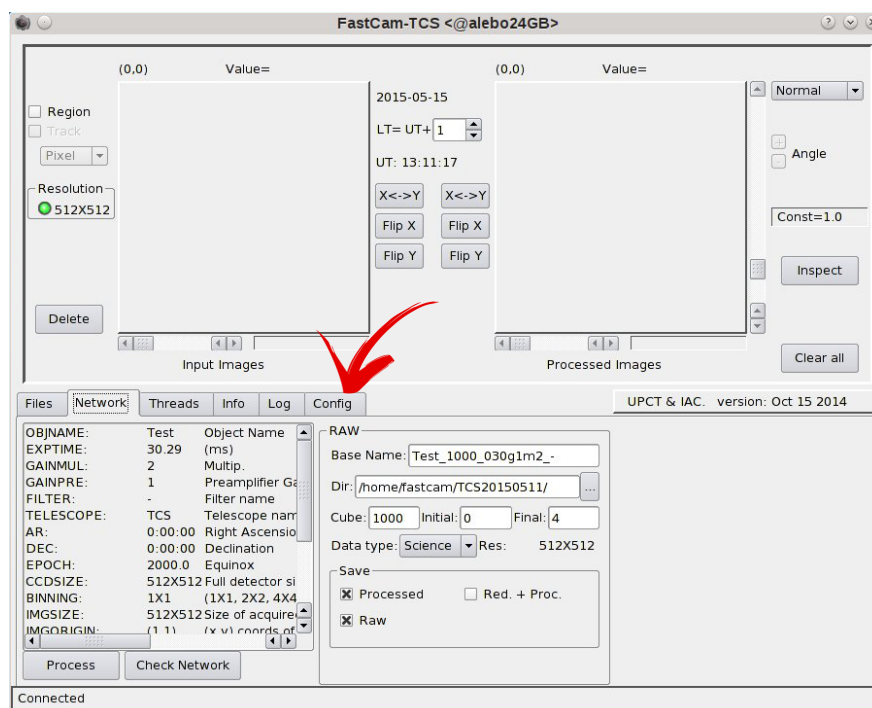 FastCam-TCS <@alebo24GB>
(0,0) Value= (0,0) Value=
2015-05-15
Normal
Region
Track
LT= UT+ 1
Pixel
UT: 13:11:17
Angle
Resolution
512X512
X<->Y X<->Y
Flip X Flip X
Const=1.0
Flip Y Flip Y
Inspect
Delete
Input Images Processed Images
Clear all
Files Network Threads Info Log Config
UPCT & IAC. version: Oct 15 2014
OBJNAME: Test Object Name
EXPTIME: 30.29 (ms)
GAINMUL: 2 Multip.
GAINPRE: 1 Preamplifier Ga
FILTER: - Filter name
TELESCOPE: TCS Telescope nam
AR: 0:00:00 Right Ascensio
DEC: 0:00:00 Declination
EPOCH: 2000.0 Equinox
CCDSIZE: 512X512 Full detector si
BINNING: 1X1 (1X1, 2X2, 4X4
IMGSIZE: 512X512 Size of acquire
IMGORIGIN: (1,1) (x,y) coords of
Process Check Network
RAW
Base Name: Test_1000_030g1m2_-
Dir: /home/fastcam/TCS20150511/ ...
Cube: 1000 Initial: 0 Final: 4
Data type: Science Res: 512X512
Save
Processed Red. + Proc.
Raw
Connected